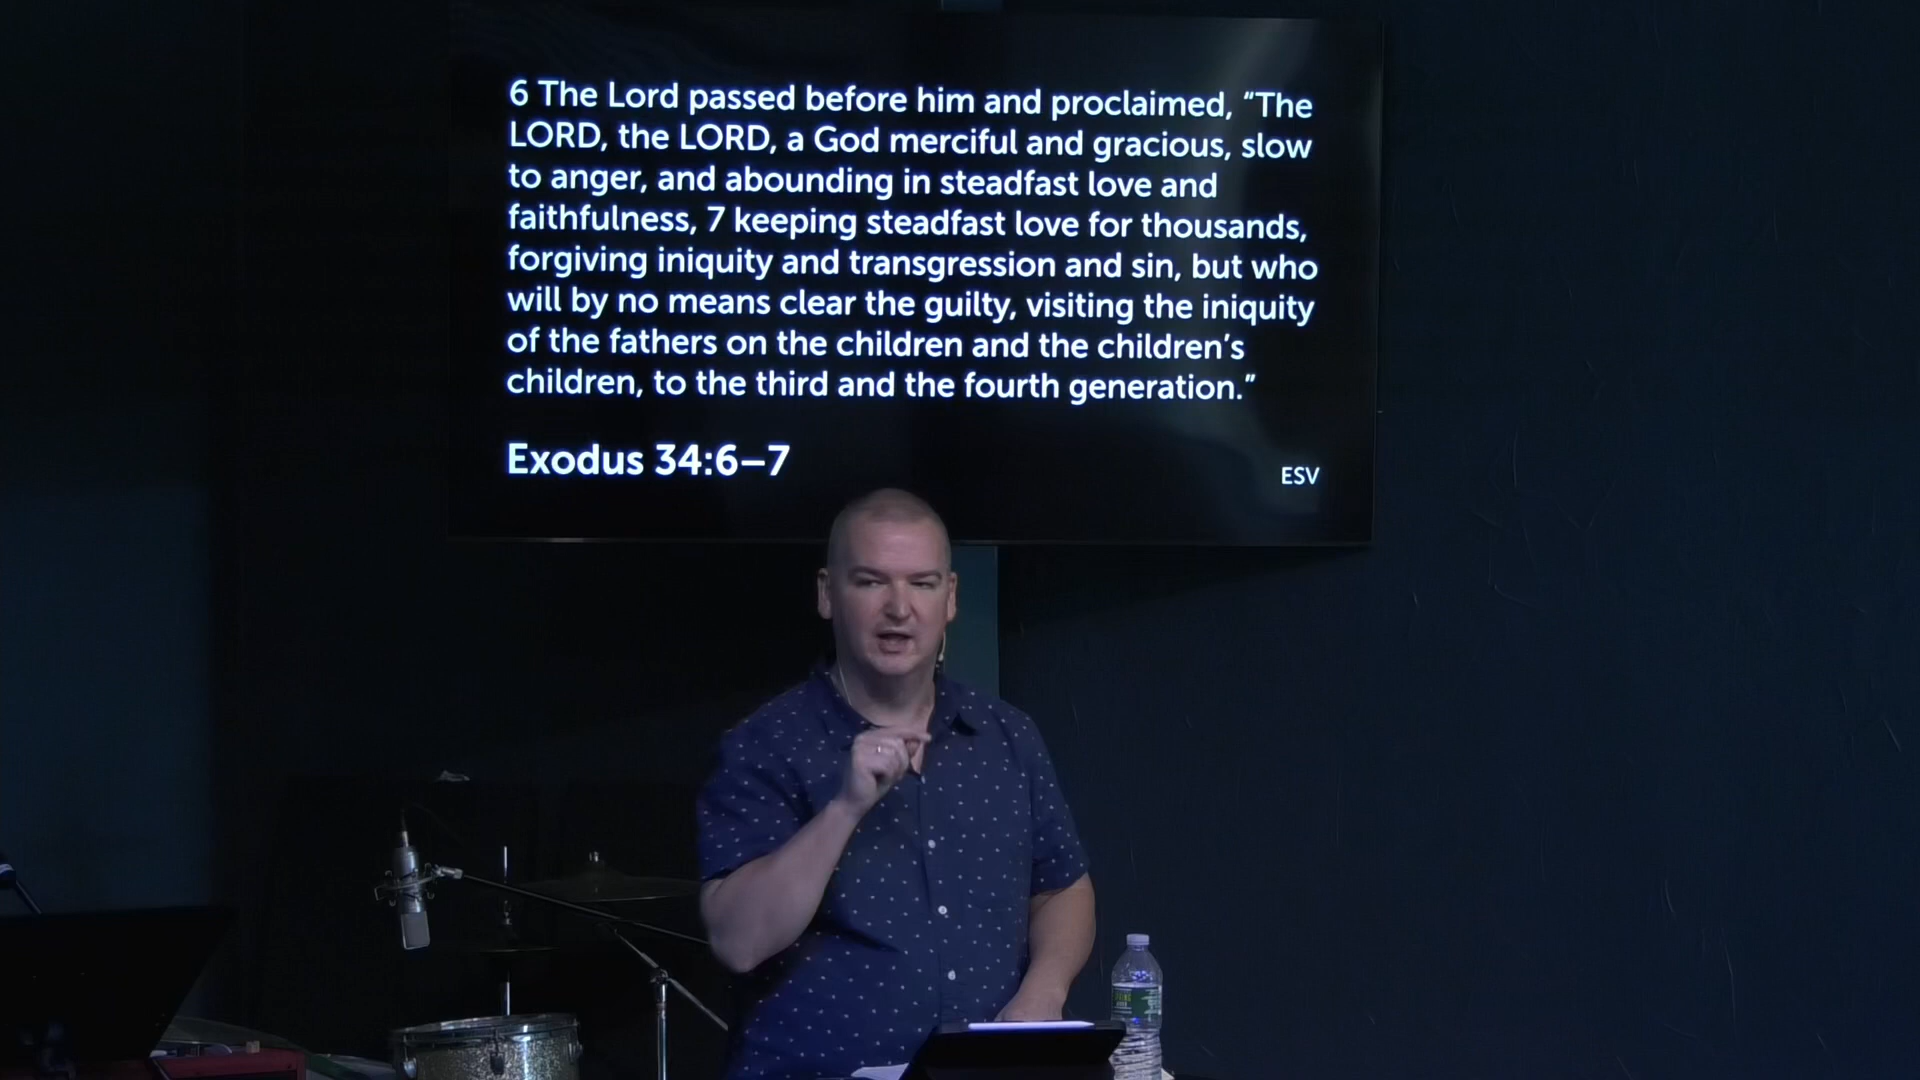 6 The Lord passed before him and proclaimed, “The
LORD, the LORD, a God merciful and gracious, slow
to anger, and abounding in steadfast love and
faithfulness, 7 keeping steadfast love for thousands,
forgiving iniquity and transgression and sin, but who
will by no means clear the guilty, visiting the iniquity
of the fathers on the children and the children’s
children, to the third and the fourth generation.”
Exodus 34:6–7
ESV